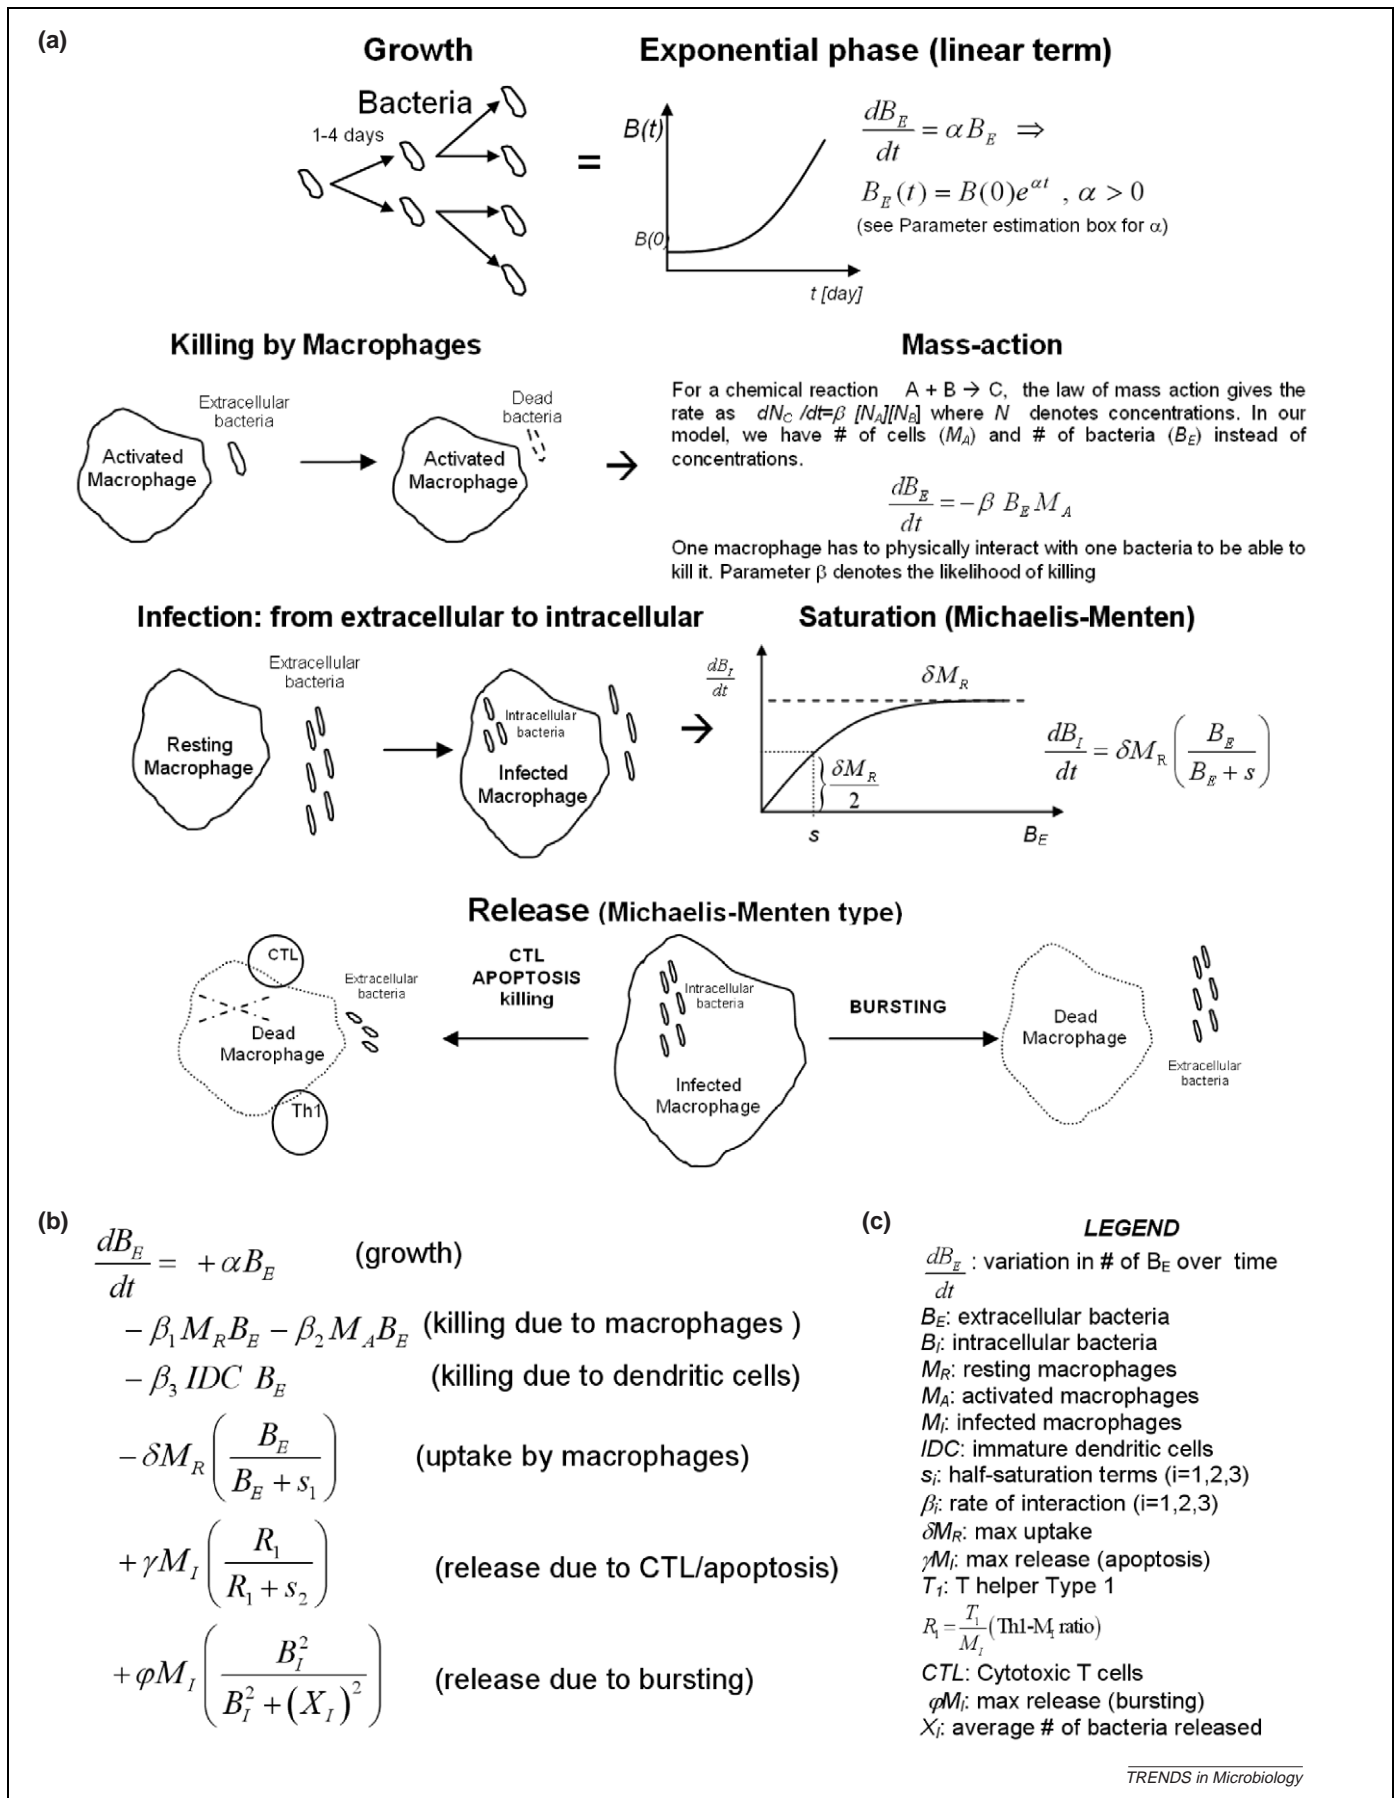 (a)
Growth
Exponential phase (linear term)
Bacteria
1-4 days
=
B(t)
B(0)
t [day]
dB_E/dt = αB_E ⇒
B_E(t) = B(0)e^{αt} , α > 0
(see Parameter estimation box for α)
Killing by Macrophages
Mass-action
Extracellular
bacteria
Activated
Macrophage
Dead
bacteria
Activated
Macrophage
For a chemical reaction A + B → C, the law of mass action gives the
rate as dN_C /dt=β [N_A][N_B] where N denotes concentrations. In our
model, we have # of cells (M_A) and # of bacteria (B_E) instead of
concentrations.
dB_E/dt = −β B_E M_A
One macrophage has to physically interact with one bacteria to be able to
kill it. Parameter β denotes the likelihood of killing
Infection: from extracellular to intracellular
Saturation (Michaelis-Menten)
Extracellular
bacteria
Resting
Macrophage
Intracellular
bacteria
Infected
Macrophage
dB_I/dt
δM_R
δM_R/2
s
B_E
dB_I/dt = δM_R (B_E/(B_E + s))
Release (Michaelis-Menten type)
CTL
Extracellular
bacteria
Dead
Macrophage
Th1
CTL
APOPTOSIS
killing
Intracellular
bacteria
Infected
Macrophage
BURSTING
Dead
Macrophage
Extracellular
bacteria
(b)
dB_E/dt = +αB_E (growth)
− β_1 M_R B_E − β_2 M_A B_E (killing due to macrophages )
− β_3 IDC B_E (killing due to dendritic cells)
− δM_R (B_E/(B_E + s_1)) (uptake by macrophages)
+ γM_I (R_1/(R_1 + s_2)) (release due to CTL/apoptosis)
+ φM_I (B_I^2/(B_I^2 + (X_I)^2)) (release due to bursting)
(c)
LEGEND
dB_E/dt : variation in # of B_E over time
B_E: extracellular bacteria
B_I: intracellular bacteria
M_R: resting macrophages
M_A: activated macrophages
M_I: infected macrophages
IDC: immature dendritic cells
s_i: half-saturation terms (i=1,2,3)
β_i: rate of interaction (i=1,2,3)
δM_R: max uptake
γM_I: max release (apoptosis)
T_1: T helper Type 1
R_1 = T_1/M_I (Th1-M_I ratio)
CTL: Cytotoxic T cells
φM_I: max release (bursting)
X_I: average # of bacteria released
TRENDS in Microbiology